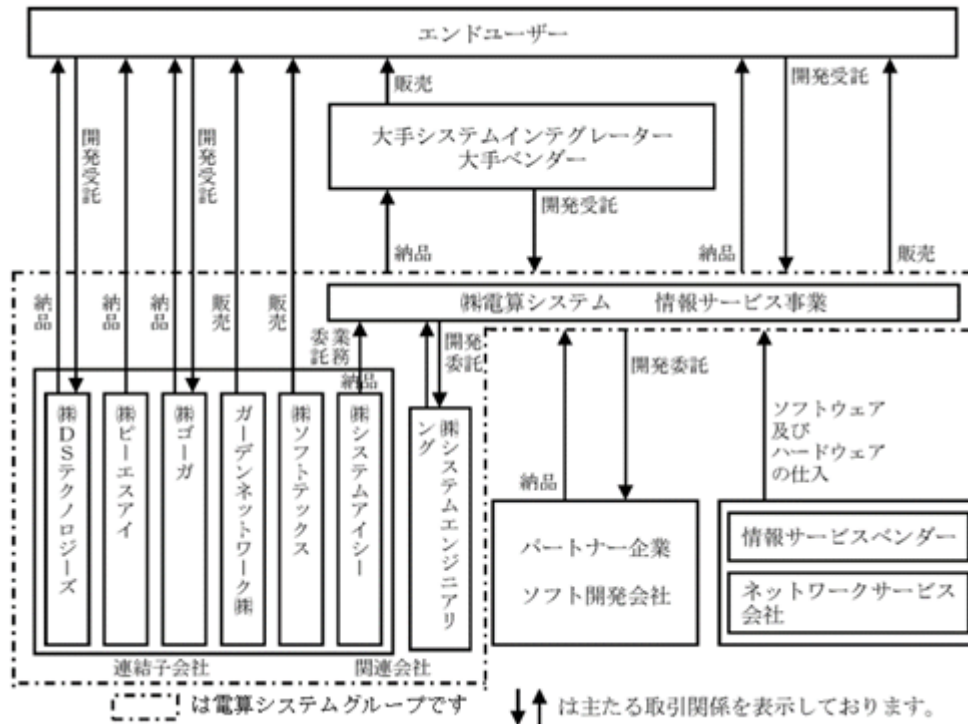 エンドユーザー
販売
開発受託
開発受託
開発受託
大手システムインテグレーター
大手ベンダー
開発受託
納品
納品
販売
納品
納品
納品
販売
販売
㈱電算システム 情報サービス事業
業務
委託
納品
開発
委託
開発委託
ソフトウェア
及び
ハードウェア
の仕入
納品
㈱DSテクノロジーズ
㈱ピーエスアイ
㈱ゴーガ
ガーデンネットワーク㈱
㈱ソフトテックス
㈱システムアイシー
㈱システムエンジニアリ
ング
パートナー企業
ソフト開発会社
情報サービスベンダー
ネットワークサービス
会社
連結子会社
関連会社
は電算システムグループです
は主たる取引関係を表示しております。